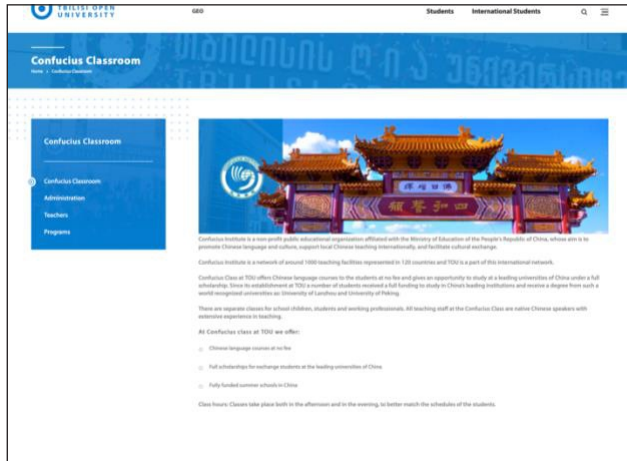 TBILISI OPEN
UNIVERSITY
GEO
Students
International Students
Confucius Classroom
Home › Confucius Classroom
Confucius Classroom
Confucius Classroom
Administration
Teachers
Programs
Confucius Institute is a non-profit public educational organization affiliated with the Ministry of Education of the People's Republic of China, whose aim is to
promote Chinese language and culture, support local Chinese teaching internationally, and facilitate cultural exchange.
Confucius Institute is a network of around 1000 teaching facilities represented in 120 countries and TOU is a part of this international network.
Confucius Class at TOU offers Chinese language courses to the students at no fee and gives an opportunity to study at a leading universities of China under a full
scholarship. Since its establishment at TOU a number of students received a full funding to study in China's leading institutions and receive a degree from such a
world recognized universities as: University of Lanzhou and University of Peking.
There are separate classes for school children, students and working professionals. All teaching staff at the Confucius Class are native Chinese speakers with
extensive experience in teaching.
At Confucius class at TOU we offer:
Chinese language courses at no fee
Full scholarships for exchange students at the leading universities of China
Fully funded summer schools in China
Class hours: Classes take place both in the afternoon and in the evening, to better match the schedules of the students.